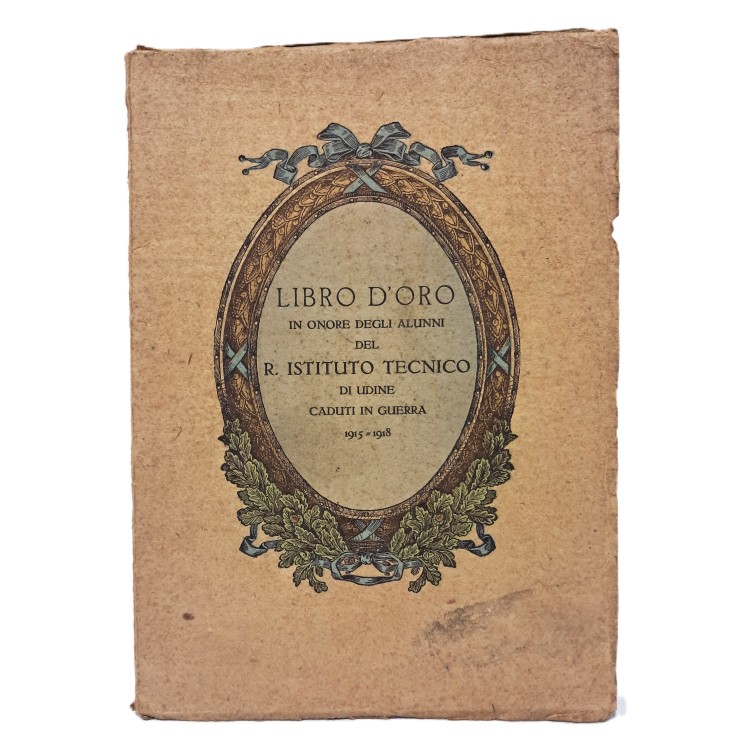 LIBRO D'ORO
IN ONORE DEGLI ALUNNI
DEL
R. ISTITUTO TECNICO
DI UDINE
CADUTI IN GUERRA
1915=1918